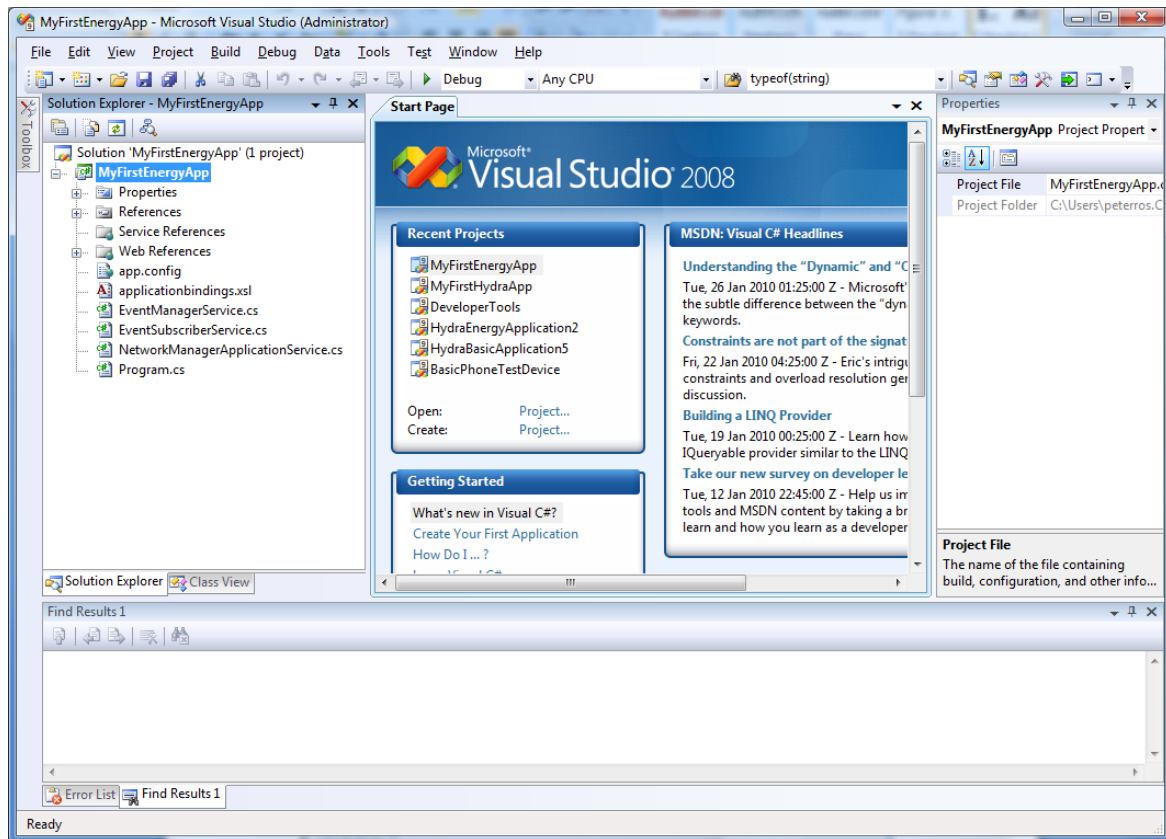 MyFirstEnergyApp - Microsoft Visual Studio (Administrator)
File Edit View Project Build Debug Data Tools Test Window Help
Debug Any CPU typeof(string)
Toolbox
Solution Explorer - MyFirstEnergyApp
Solution 'MyFirstEnergyApp' (1 project)
MyFirstEnergyApp
Properties
References
Service References
Web References
app.config
applicationbindings.xsl
EventManagerService.cs
EventSubscriberService.cs
NetworkManagerApplicationService.cs
Program.cs
Solution Explorer Class View
Start Page
Microsoft®
Visual Studio® 2008
Recent Projects
MyFirstEnergyApp
MyFirstHydraApp
DeveloperTools
HydraEnergyApplication2
HydraBasicApplication5
BasicPhoneTestDevice
Open: Project...
Create: Project...
Getting Started
What's new in Visual C#?
Create Your First Application
How Do I ... ?
MSDN: Visual C# Headlines
Understanding the “Dynamic” and “C
Tue, 26 Jan 2010 01:25:00 Z - Microsoft'
the subtle difference between the “dyn
keywords.
Constraints are not part of the signat
Fri, 22 Jan 2010 04:25:00 Z - Eric's intrigu
constraints and overload resolution ger
discussion.
Building a LINQ Provider
Tue, 19 Jan 2010 00:25:00 Z - Learn how
IQueryable provider similar to the LINQ
Take our new survey on developer le
Tue, 12 Jan 2010 22:45:00 Z - Help us im
tools and MSDN content by taking a br
learn and how you learn as a developer
Properties
MyFirstEnergyApp Project Propert
Project File MyFirstEnergyApp.c
Project Folder C:\Users\peterros.C
Project File
The name of the file containing
build, configuration, and other info...
Find Results 1
Error List Find Results 1
Ready